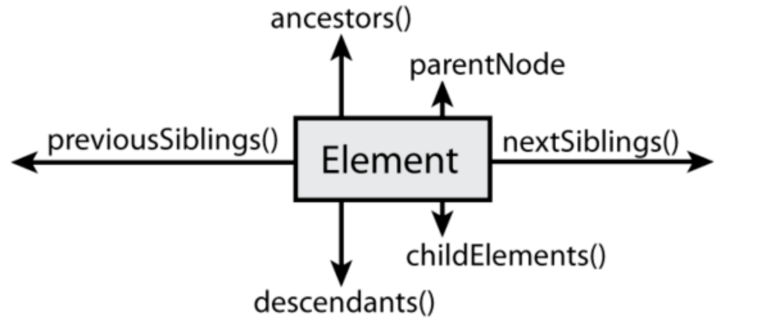 ancestors()
parentNode
previousSiblings()
Element
nextSiblings()
childElements()
descendants()